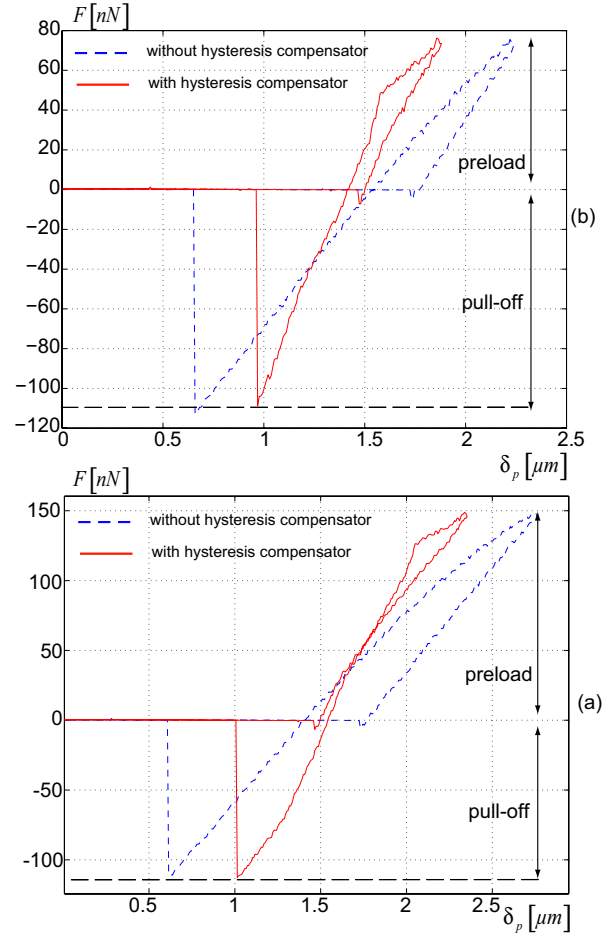 F [nN]
80
60
40
20
0
−20
−40
−60
−80
−100
−120
without hysteresis compensator
with hysteresis compensator
preload
(b)
pull-off
0
0.5
1
1.5
2
2.5
δp [μm]
F [nN]
150
100
50
0
-50
-100
without hysteresis compensator
with hysteresis compensator
preload
(a)
pull-off
0.5
1
1.5
2
2.5
δp [μm]